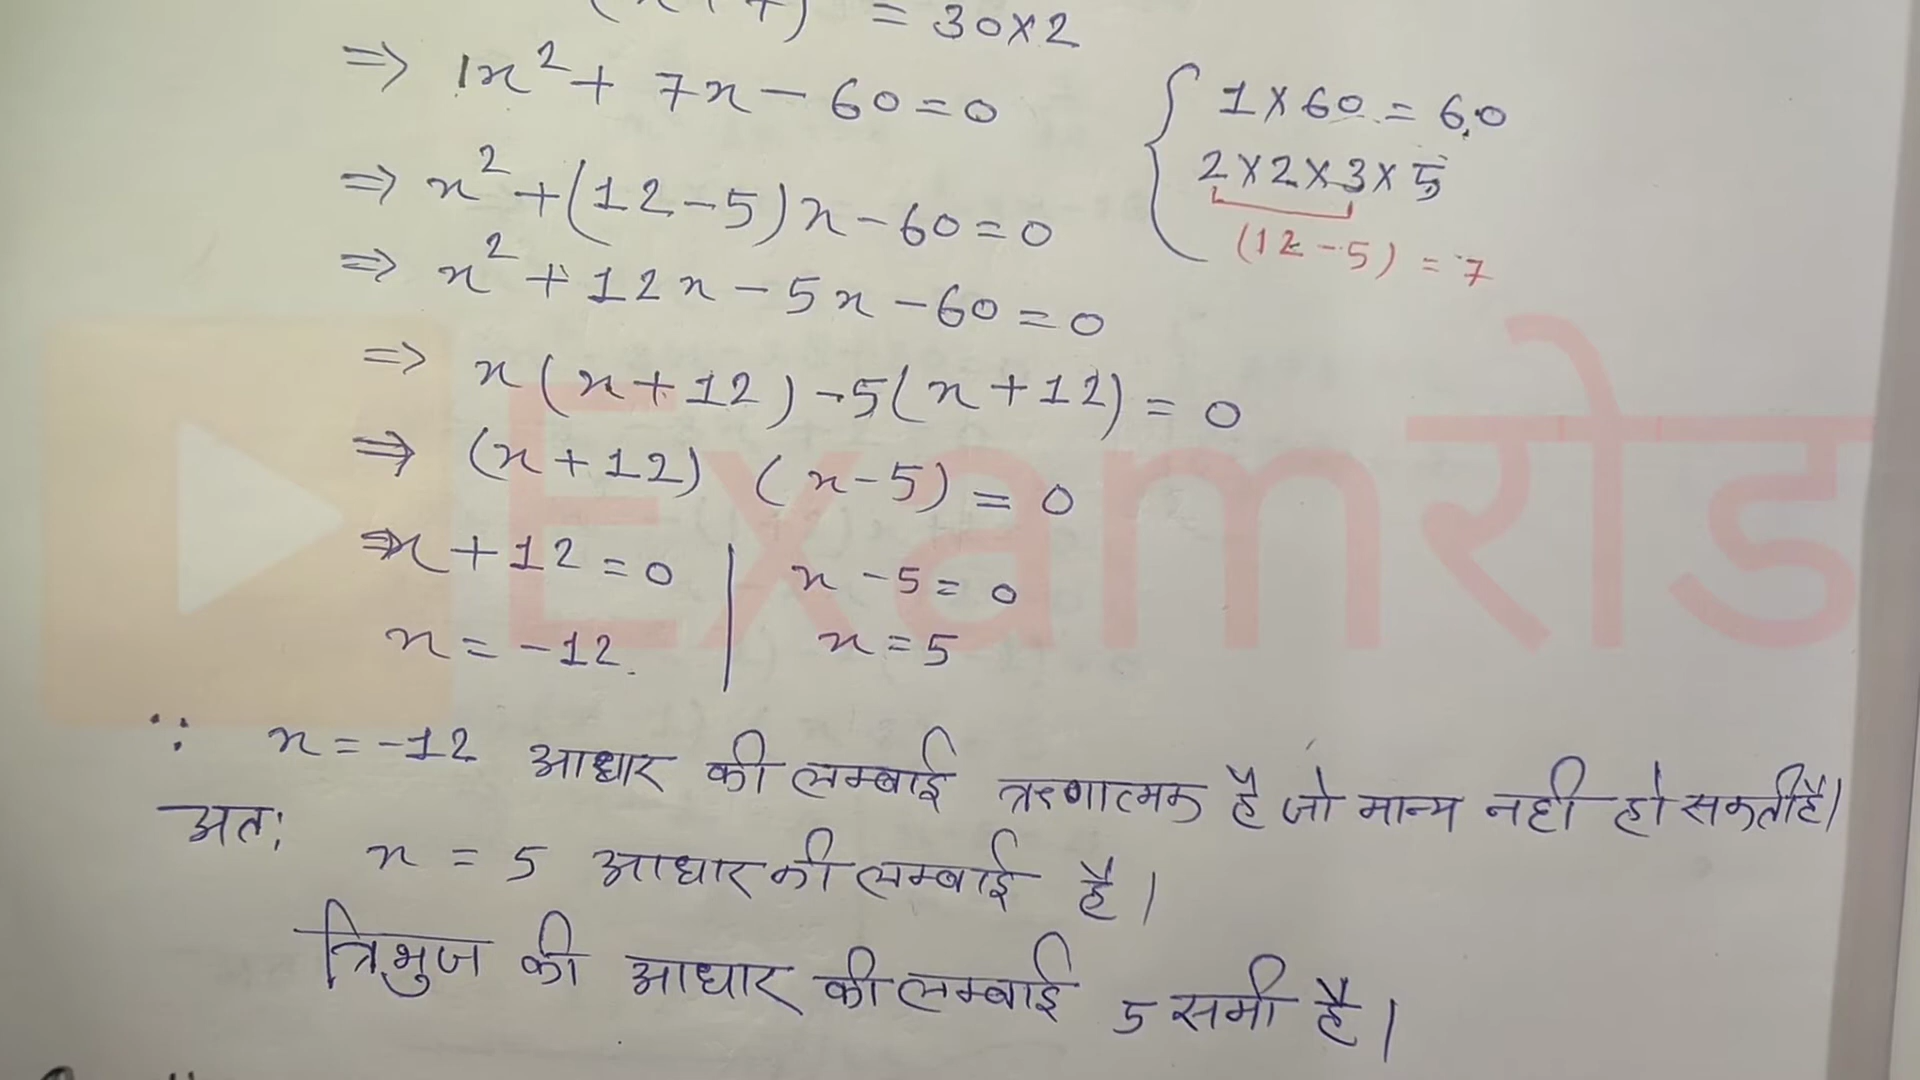 = 30×2
⇒ 1x² + 7x - 60 = 0
⇒ x² + (12-5)x - 60 = 0
⇒ x² + 12x - 5x - 60 = 0
⇒ x(x+12) -5(x+12) = 0
⇒ (x+12) (x-5) = 0
⇒ x+12 = 0 | x-5 = 0
x = -12 | x = 5
1×60 = 60
2×2×3×5
(12-5) = 7
Examरोड
∵ x = -12 आधार की लम्बाई ऋणात्मक है जो मान्य नही हो सकती है।
अतः x = 5 आधार की लम्बाई है।
त्रिभुज की आधार की लम्बाई 5 समी है।